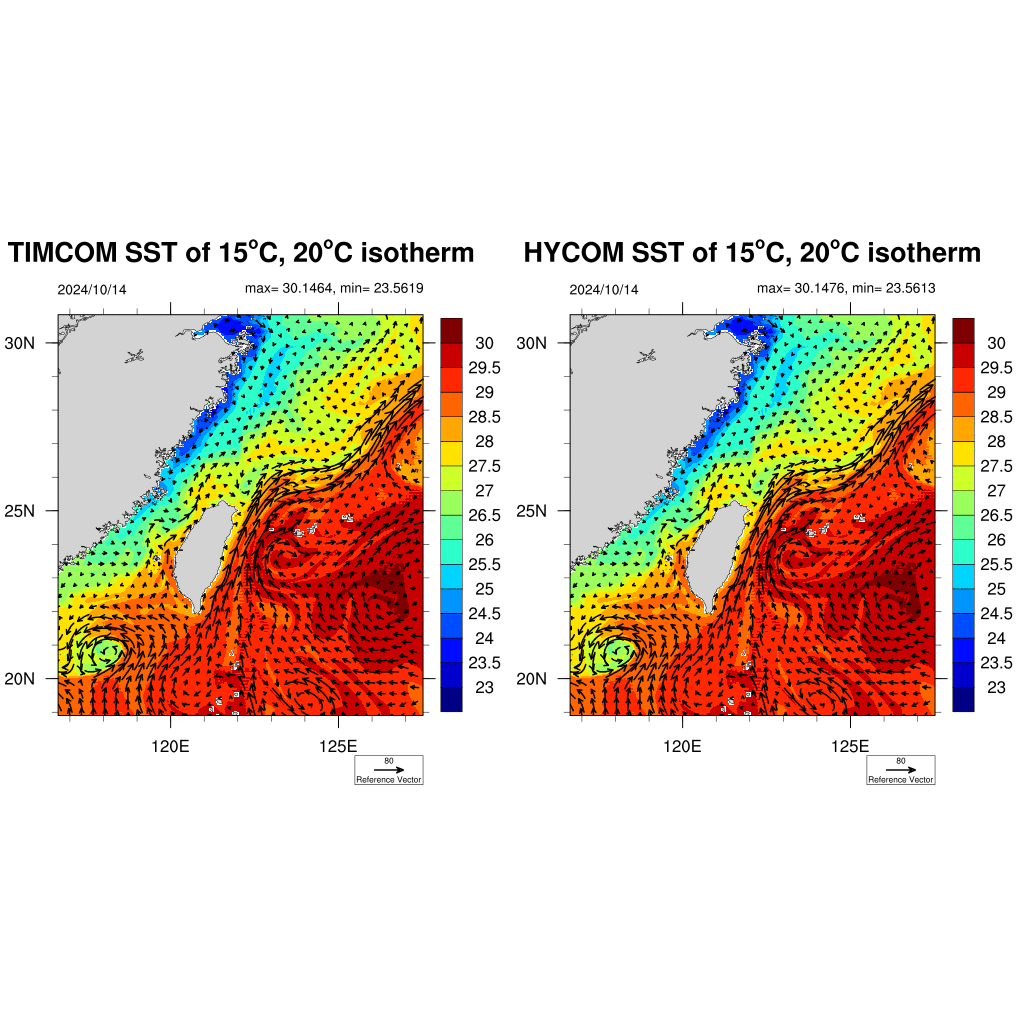 TIMCOM SST of 15°C, 20°C isotherm
2024/10/14
max= 30.1464, min= 23.5619
30N
25N
20N
120E
125E
30
29.5
29
28.5
28
27.5
27
26.5
26
25.5
25
24.5
24
23.5
23
80
Reference Vector
HYCOM SST of 15°C, 20°C isotherm
2024/10/14
max= 30.1476, min= 23.5613
30N
25N
20N
120E
125E
30
29.5
29
28.5
28
27.5
27
26.5
26
25.5
25
24.5
24
23.5
23
80
Reference Vector